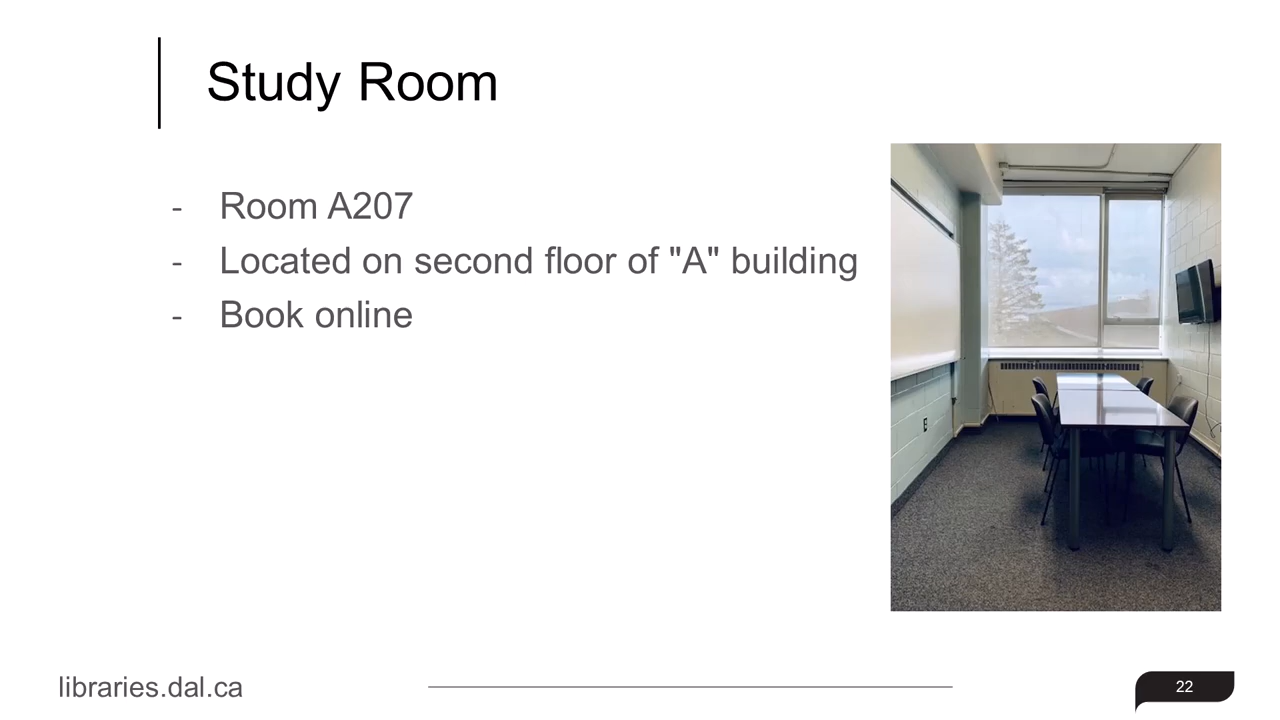 Study Room
- Room A207
- Located on second floor of "A" building
- Book online
libraries.dal.ca
22